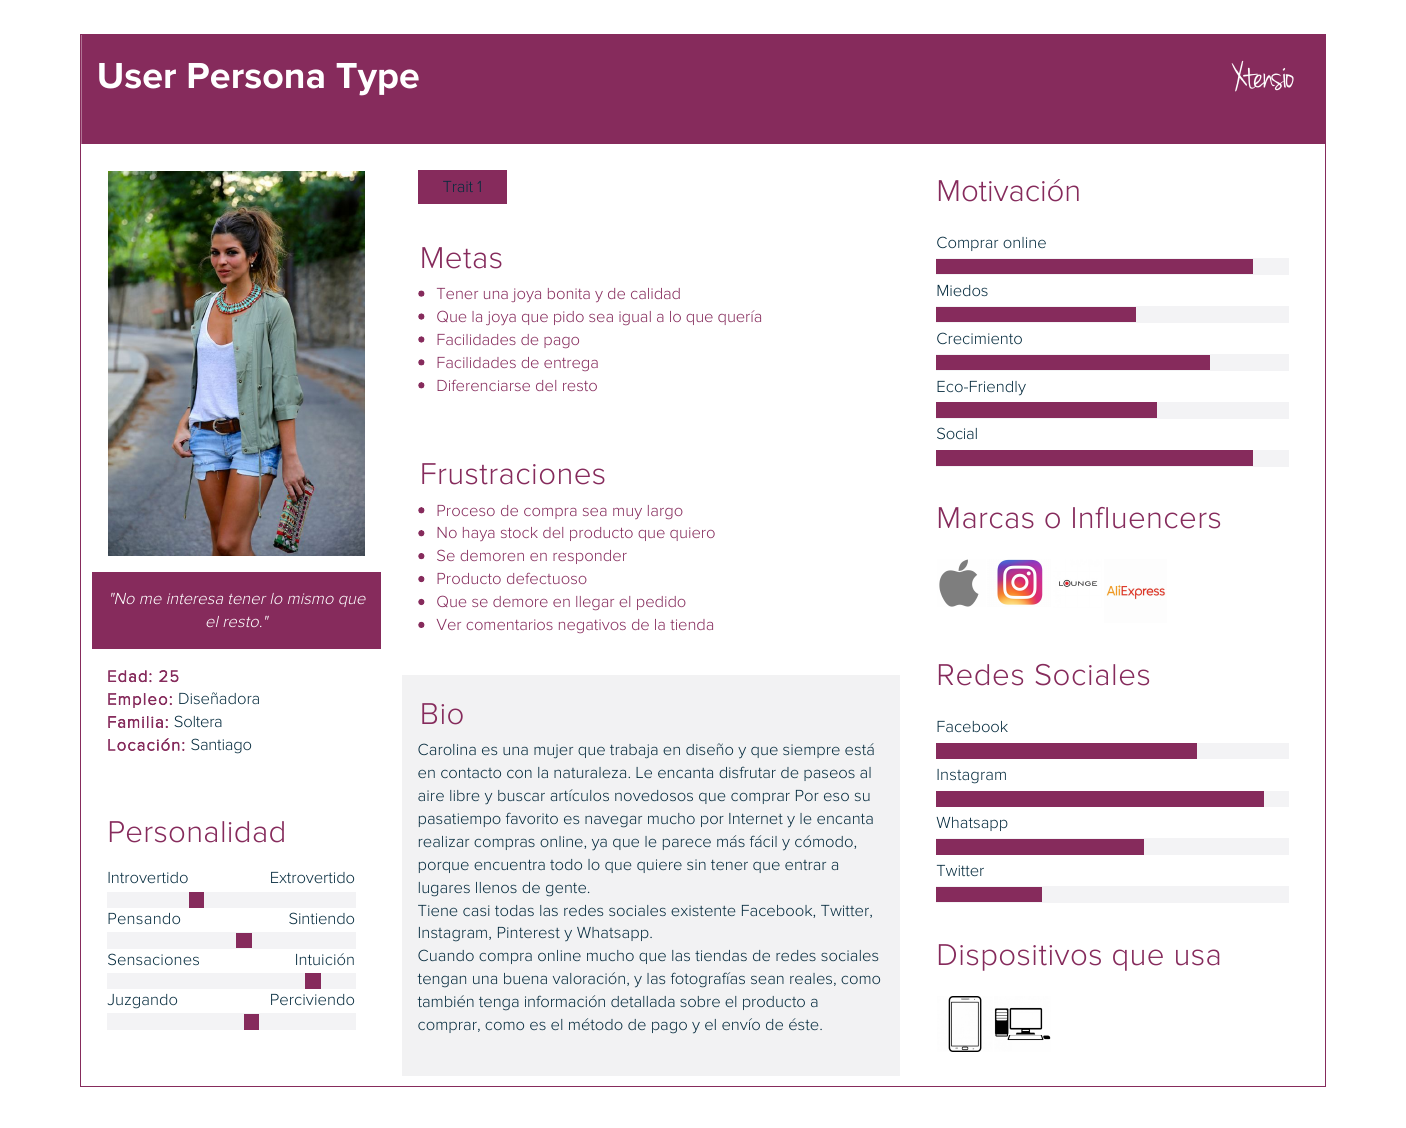 User Persona Type
Xtensio
"No me interesa tener lo mismo que
el resto."
Edad: 25
Empleo: Diseñadora
Familia: Soltera
Locación: Santiago
Personalidad
Introvertido Extrovertido
Pensando Sintiendo
Sensaciones Intuición
Juzgando Perciviendo
Trait 1
Metas
Tener una joya bonita y de calidad
Que la joya que pido sea igual a lo que quería
Facilidades de pago
Facilidades de entrega
Diferenciarse del resto
Frustraciones
Proceso de compra sea muy largo
No haya stock del producto que quiero
Se demoren en responder
Producto defectuoso
Que se demore en llegar el pedido
Ver comentarios negativos de la tienda
Bio
Carolina es una mujer que trabaja en diseño y que siempre está
en contacto con la naturaleza. Le encanta disfrutar de paseos al
aire libre y buscar artículos novedosos que comprar Por eso su
pasatiempo favorito es navegar mucho por Internet y le encanta
realizar compras online, ya que le parece más fácil y cómodo,
porque encuentra todo lo que quiere sin tener que entrar a
lugares llenos de gente.
Tiene casi todas las redes sociales existente Facebook, Twitter,
Instagram, Pinterest y Whatsapp.
Cuando compra online mucho que las tiendas de redes sociales
tengan una buena valoración, y las fotografías sean reales, como
también tenga información detallada sobre el producto a
comprar, como es el método de pago y el envío de éste.
Motivación
Comprar online
Miedos
Crecimiento
Eco-Friendly
Social
Marcas o Influencers
LOUNGE
AliExpress
Redes Sociales
Facebook
Instagram
Whatsapp
Twitter
Dispositivos que usa